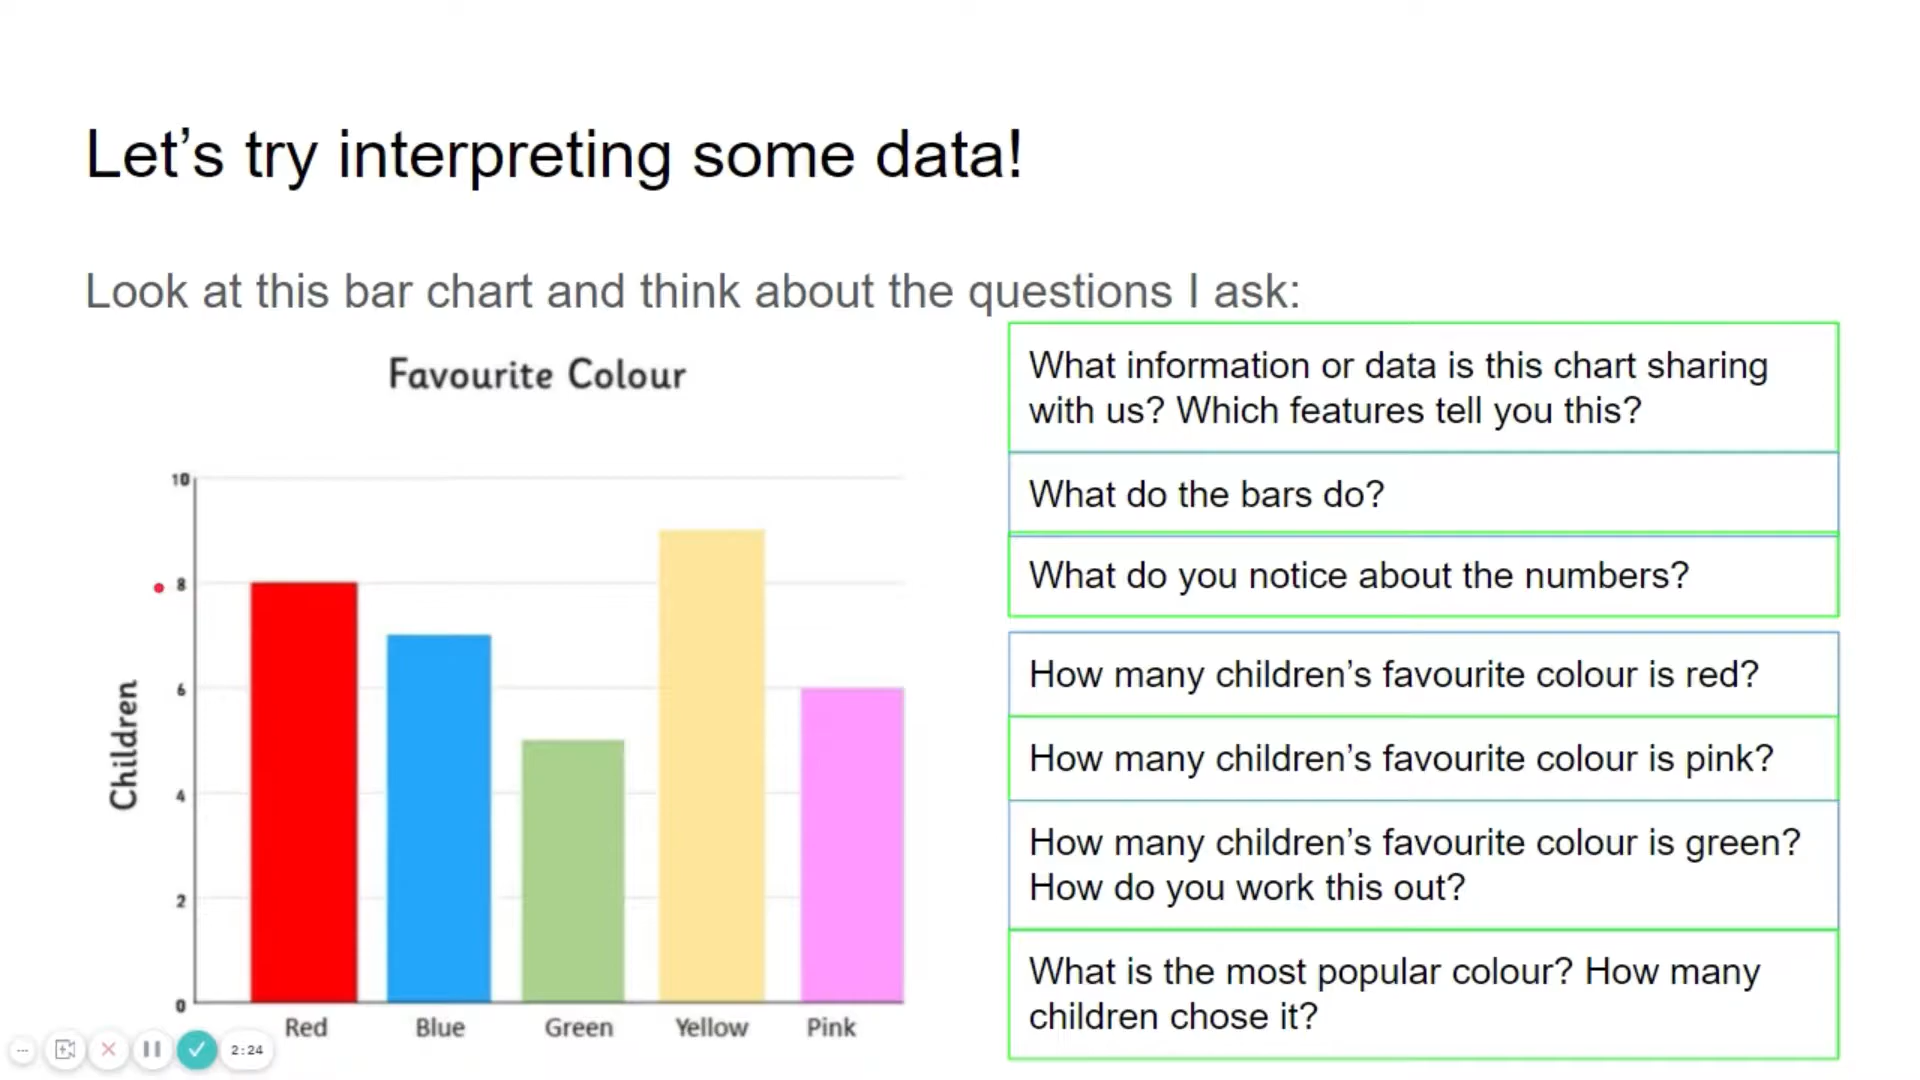 Let’s try interpreting some data!
Look at this bar chart and think about the questions I ask:
Favourite Colour
10
8
6
4
2
0
Children
Red Blue Green Yellow Pink
What information or data is this chart sharing
with us? Which features tell you this?
What do the bars do?
What do you notice about the numbers?
How many children’s favourite colour is red?
How many children’s favourite colour is pink?
How many children’s favourite colour is green?
How do you work this out?
What is the most popular colour? How many
children chose it?
2:24